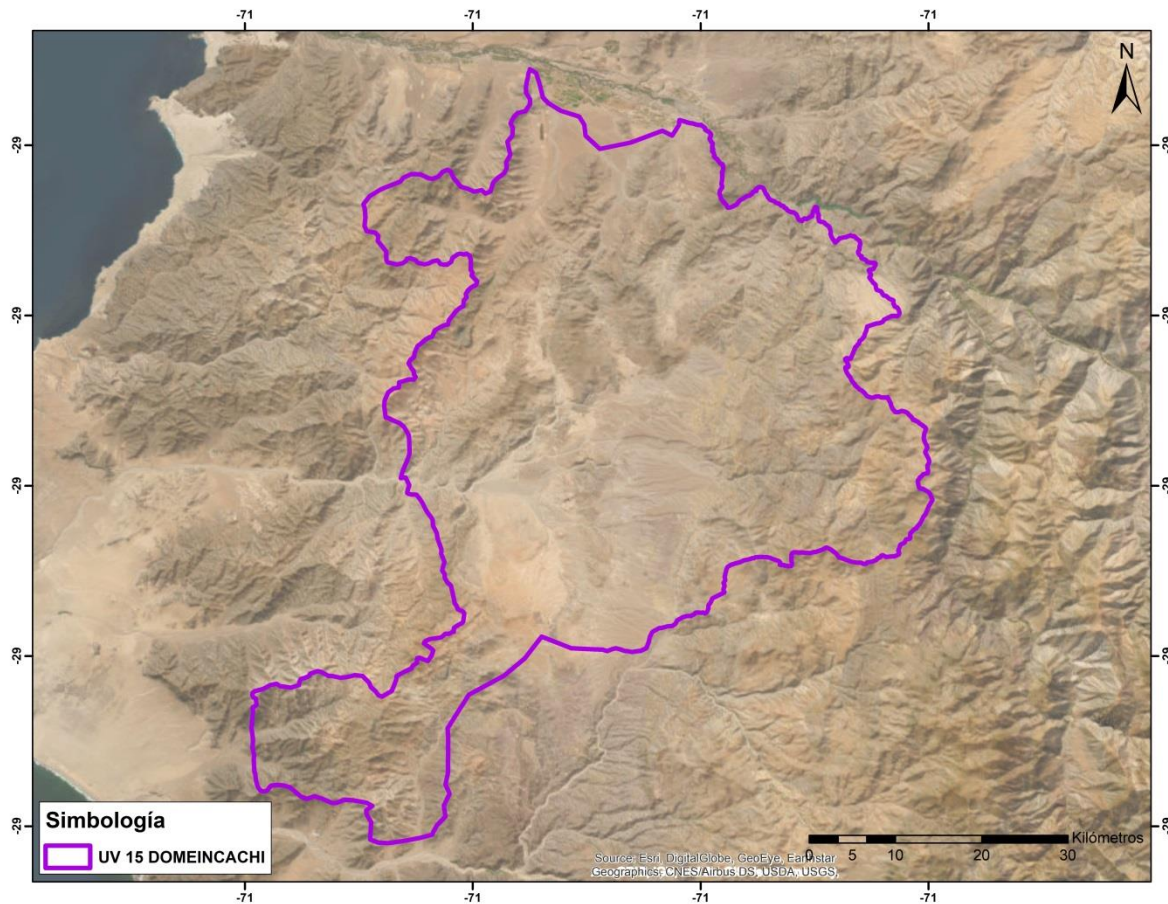 -71 -71 -71 -71
N
-29 -29
-29 -29
-29 -29
-29 -29
-29 -29
Simbología
UV 15 DOMEINCACHI
Kilómetros
0 5 10 20 30
Source: Esri, DigitalGlobe, GeoEye, Earthstar
Geographics, CNES/Airbus DS, USDA, USGS,
-71 -71 -71 -71